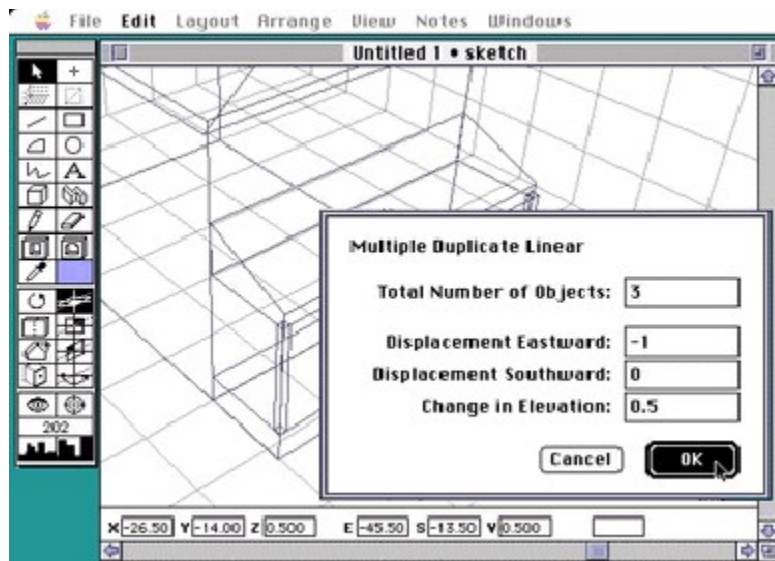 File Edit Layout Arrange View Notes Windows
Untitled 1 • sketch
A
Multiple Duplicate Linear
Total Number of Objects: 3
Displacement Eastward: -1
Displacement Southward: 0
Change in Elevation: 0.5
Cancel OK
202
X -26.50 Y -14.00 Z 0.500 E -45.50 S -13.50 V 0.500